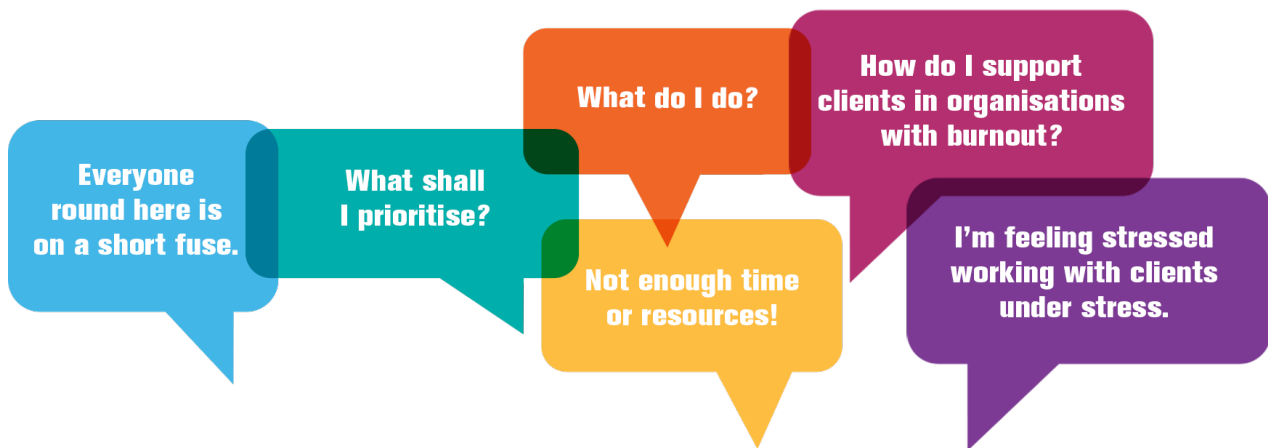 Everyone
round here is
on a short fuse.
What shall
I prioritise?
What do I do?
Not enough time
or resources!
How do I support
clients in organisations
with burnout?
I'm feeling stressed
working with clients
under stress.